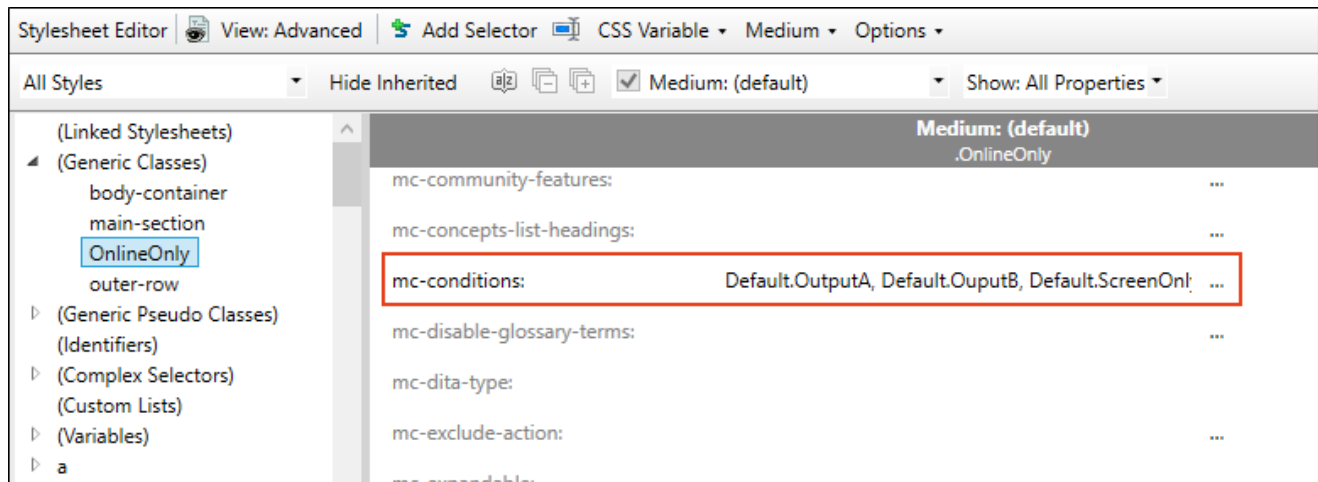 Stylesheet Editor View: Advanced Add Selector CSS Variable Medium Options
All Styles Hide Inherited Medium: (default) Show: All Properties
(Linked Stylesheets)
(Generic Classes)
body-container
main-section
OnlineOnly
outer-row
(Generic Pseudo Classes)
(Identifiers)
(Complex Selectors)
(Custom Lists)
(Variables)
a
Medium: (default)
.OnlineOnly
mc-community-features: ...
mc-concepts-list-headings: ...
mc-conditions: Default.OutputA, Default.OuputB, Default.ScreenOnl ...
mc-disable-glossary-terms: ...
mc-dita-type:
mc-exclude-action: ...